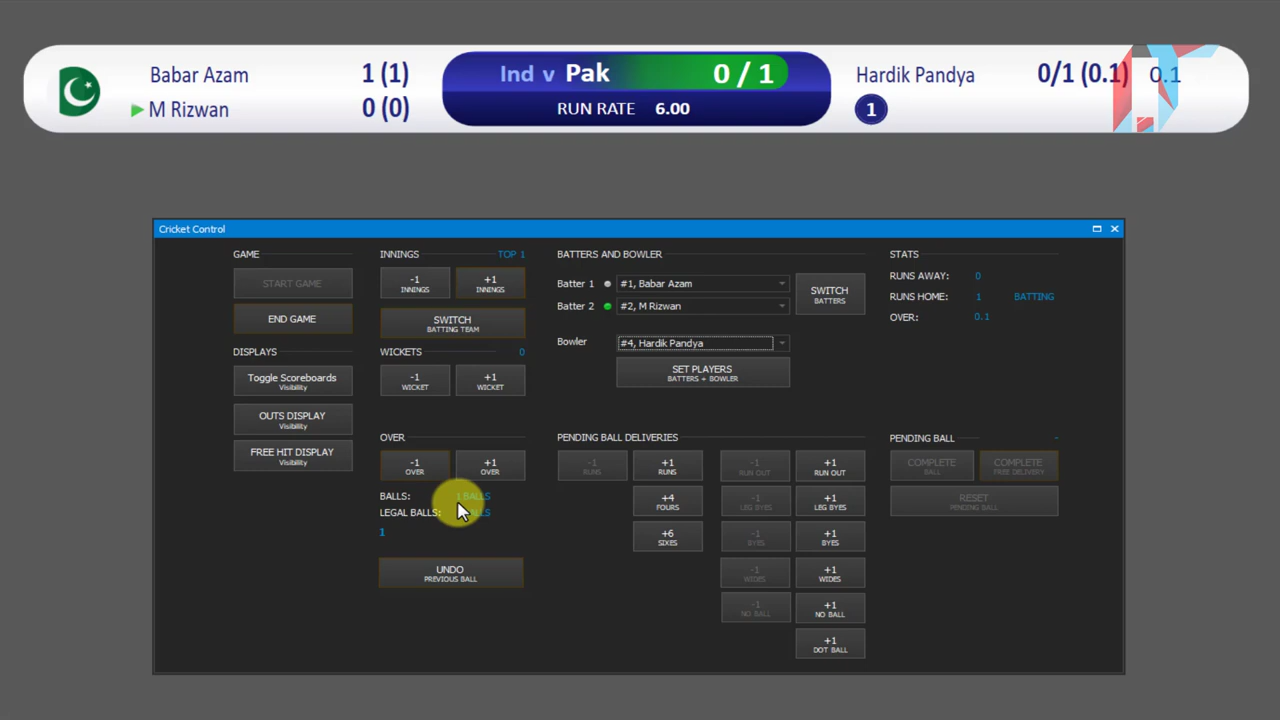 Babar Azam 1 (1)
M Rizwan 0 (0)
Ind v Pak 0 / 1
RUN RATE 6.00
Hardik Pandya 0/1 (0.1) 0.1
1
Cricket Control
GAME
START GAME
END GAME
DISPLAYS
Toggle Scoreboards
Visibility
OUTS DISPLAY
Visibility
FREE HIT DISPLAY
Visibility
INNINGS TOP 1
-1
INNINGS
+1
INNINGS
SWITCH
BATTING TEAM
WICKETS 0
-1
WICKET
+1
WICKET
OVER
-1
OVER
+1
OVER
BALLS: 1 BALLS
LEGAL BALLS:
1
UNDO
PREVIOUS BALL
BATTERS AND BOWLER
Batter 1 #1, Babar Azam
Batter 2 #2, M Rizwan
SWITCH
BATTERS
Bowler #4, Hardik Pandya
SET PLAYERS
BATTERS + BOWLER
PENDING BALL DELIVERIES
-1
RUNS
+1
RUNS
-1
RUN OUT
+1
RUN OUT
+4
FOURS
-1
LEG BYES
+1
LEG BYES
+6
SIXES
-1
BYES
+1
BYES
-1
WIDES
+1
WIDES
-1
NO BALL
+1
NO BALL
+1
DOT BALL
STATS
RUNS AWAY: 0
RUNS HOME: 1 BATTING
OVER: 0.1
PENDING BALL -
COMPLETE
BALL
COMPLETE
FREE DELIVERY
RESET
PENDING BALL